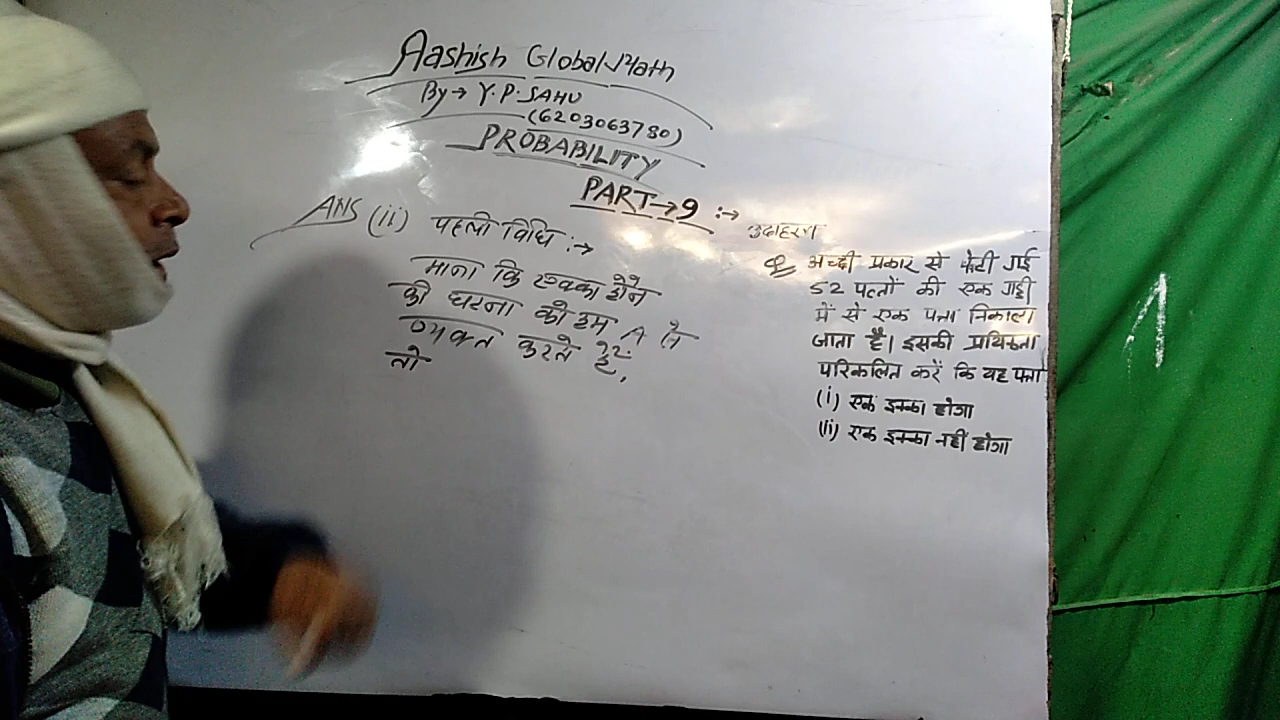 Aashish Global Math
By → Y.P.SAHU
(6203063780)
PROBABILITY
PART→9 :→
ANS (ii) पहली विधि :→
माना कि इक्का होने
की घटना को हम A से
व्यक्त करते हैं,
तो
उदाहरण
Q अच्छी प्रकार से फेटी गई
52 पत्तों की एक गड्डी
में से एक पत्ता निकाला
जाता है। इसकी प्रायिकता
परिकलित करें कि यह पत्ता
(i) एक इक्का होगा
(ii) एक इक्का नहीं होगा